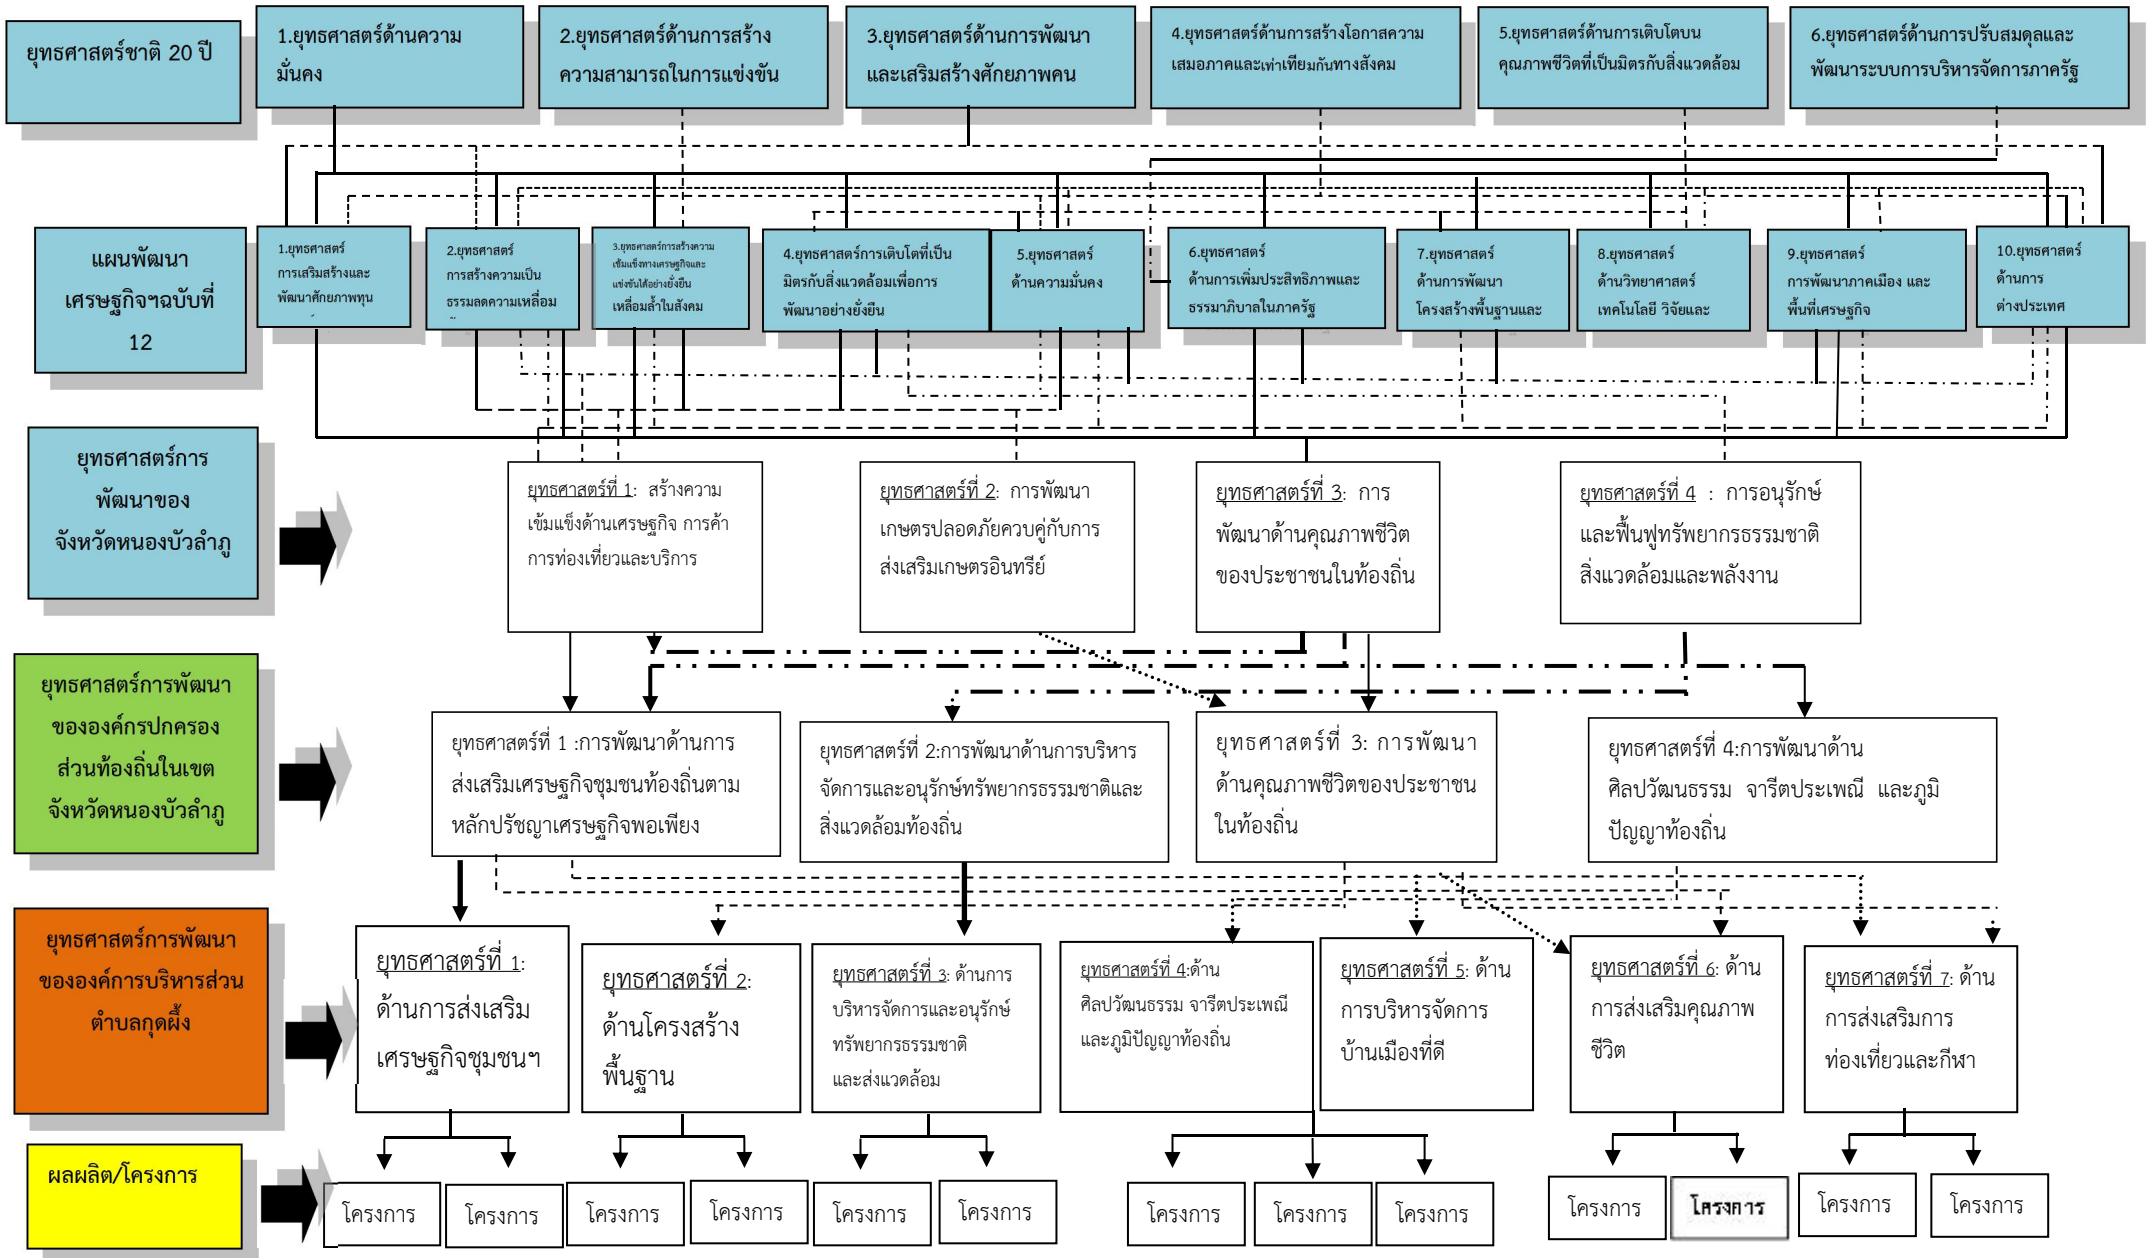 ยุทธศาสตร์ชาติ 20 ปี
1.ยุทธศาสตร์ด้านความ
มั่นคง
2.ยุทธศาสตร์ด้านการสร้าง
ความสามารถในการแข่งขัน
3.ยุทธศาสตร์ด้านการพัฒนา
และเสริมสร้างศักยภาพคน
4.ยุทธศาสตร์ด้านการสร้างโอกาสความ
เสมอภาคและเท่าเทียมกันทางสังคม
5.ยุทธศาสตร์ด้านการเติบโตบน
คุณภาพชีวิตที่เป็นมิตรกับสิ่งแวดล้อม
6.ยุทธศาสตร์ด้านการปรับสมดุลและ
พัฒนาระบบการบริหารจัดการภาครัฐ
แผนพัฒนา
เศรษฐกิจฯฉบับที่
12
1.ยุทธศาสตร์
การเสริมสร้างและ
พัฒนาศักยภาพทุน
2.ยุทธศาสตร์
การสร้างความเป็น
ธรรมลดความเหลื่อม
3.ยุทธศาสตร์การสร้างความ
เข้มแข็งทางเศรษฐกิจและ
แข่งขันได้อย่างยั่งยืน
เหลื่อมล้ำในสังคม
4.ยุทธศาสตร์การเติบโตที่เป็น
มิตรกับสิ่งแวดล้อมเพื่อการ
พัฒนาอย่างยั่งยืน
5.ยุทธศาสตร์
ด้านความมั่นคง
6.ยุทธศาสตร์
ด้านการเพิ่มประสิทธิภาพและ
ธรรมาภิบาลในภาครัฐ
7.ยุทธศาสตร์
ด้านการพัฒนา
โครงสร้างพื้นฐานและ
8.ยุทธศาสตร์
ด้านวิทยาศาสตร์
เทคโนโลยี วิจัยและ
9.ยุทธศาสตร์
การพัฒนาภาคเมือง และ
พื้นที่เศรษฐกิจ
10.ยุทธศาสตร์
ด้านการ
ต่างประเทศ
ยุทธศาสตร์การ
พัฒนาของ
จังหวัดหนองบัวลำภู
ยุทธศาสตร์ที่ 1: สร้างความ
เข้มแข็งด้านเศรษฐกิจ การค้า
การท่องเที่ยวและบริการ
ยุทธศาสตร์ที่ 2: การพัฒนา
เกษตรปลอดภัยควบคู่กับการ
ส่งเสริมเกษตรอินทรีย์
ยุทธศาสตร์ที่ 3: การ
พัฒนาด้านคุณภาพชีวิต
ของประชาชนในท้องถิ่น
ยุทธศาสตร์ที่ 4 : การอนุรักษ์
และฟื้นฟูทรัพยากรธรรมชาติ
สิ่งแวดล้อมและพลังงาน
ยุทธศาสตร์การพัฒนา
ขององค์กรปกครอง
ส่วนท้องถิ่นในเขต
จังหวัดหนองบัวลำภู
ยุทธศาสตร์ที่ 1 :การพัฒนาด้านการ
ส่งเสริมเศรษฐกิจชุมชนท้องถิ่นตาม
หลักปรัชญาเศรษฐกิจพอเพียง
ยุทธศาสตร์ที่ 2:การพัฒนาด้านการบริหาร
จัดการและอนุรักษ์ทรัพยากรธรรมชาติและ
สิ่งแวดล้อมท้องถิ่น
ยุทธศาสตร์ที่ 3: การพัฒนา
ด้านคุณภาพชีวิตของประชาชน
ในท้องถิ่น
ยุทธศาสตร์ที่ 4:การพัฒนาด้าน
ศิลปวัฒนธรรม จารีตประเพณี และภูมิ
ปัญญาท้องถิ่น
ยุทธศาสตร์การพัฒนา
ขององค์การบริหารส่วน
ตำบลกุดผึ้ง
ยุทธศาสตร์ที่ 1:
ด้านการส่งเสริม
เศรษฐกิจชุมชนฯ
ยุทธศาสตร์ที่ 2:
ด้านโครงสร้าง
พื้นฐาน
ยุทธศาสตร์ที่ 3: ด้านการ
บริหารจัดการและอนุรักษ์
ทรัพยากรธรรมชาติ
และส่งแวดล้อม
ยุทธศาสตร์ที่ 4:ด้าน
ศิลปวัฒนธรรม จารีตประเพณี
และภูมิปัญญาท้องถิ่น
ยุทธศาสตร์ที่ 5: ด้าน
การบริหารจัดการ
บ้านเมืองที่ดี
ยุทธศาสตร์ที่ 6: ด้าน
การส่งเสริมคุณภาพ
ชีวิต
ยุทธศาสตร์ที่ 7: ด้าน
การส่งเสริมการ
ท่องเที่ยวและกีฬา
ผลผลิต/โครงการ
โครงการ
โครงการ
โครงการ
โครงการ
โครงการ
โครงการ
โครงการ
โครงการ
โครงการ
โครงการ
โครงการ
โครงการ
โครงการ